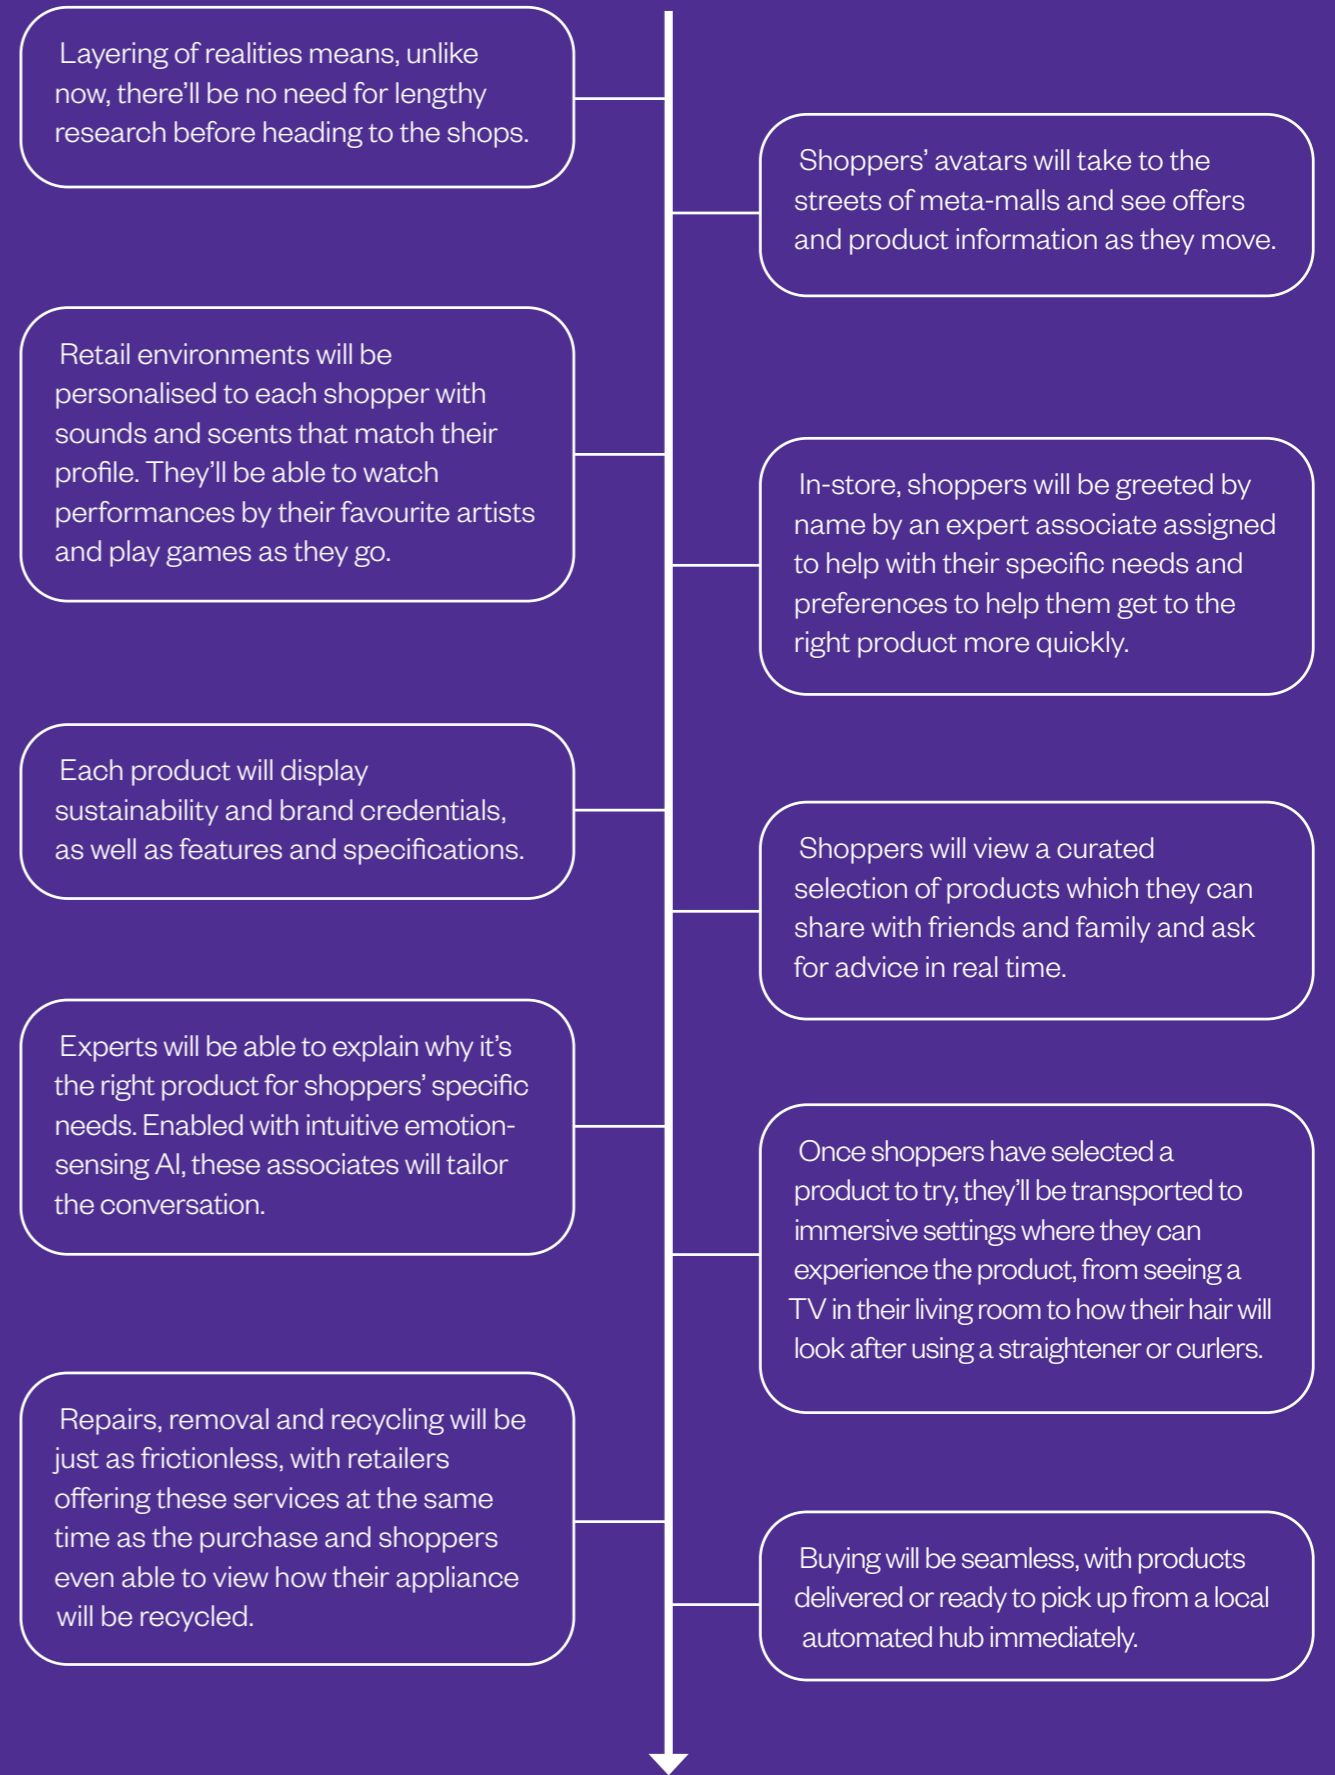 Layering of realities means, unlike
now, there’ll be no need for lengthy
research before heading to the shops.
Shoppers’ avatars will take to the
streets of meta-malls and see offers
and product information as they move.
Retail environments will be
personalised to each shopper with
sounds and scents that match their
profile. They’ll be able to watch
performances by their favourite artists
and play games as they go.
In-store, shoppers will be greeted by
name by an expert associate assigned
to help with their specific needs and
preferences to help them get to the
right product more quickly.
Each product will display
sustainability and brand credentials,
as well as features and specifications.
Shoppers will view a curated
selection of products which they can
share with friends and family and ask
for advice in real time.
Experts will be able to explain why it’s
the right product for shoppers’ specific
needs. Enabled with intuitive emotion-
sensing AI, these associates will tailor
the conversation.
Once shoppers have selected a
product to try, they’ll be transported to
immersive settings where they can
experience the product, from seeing a
TV in their living room to how their hair will
look after using a straightener or curlers.
Repairs, removal and recycling will be
just as frictionless, with retailers
offering these services at the same
time as the purchase and shoppers
even able to view how their appliance
will be recycled.
Buying will be seamless, with products
delivered or ready to pick up from a local
automated hub immediately.